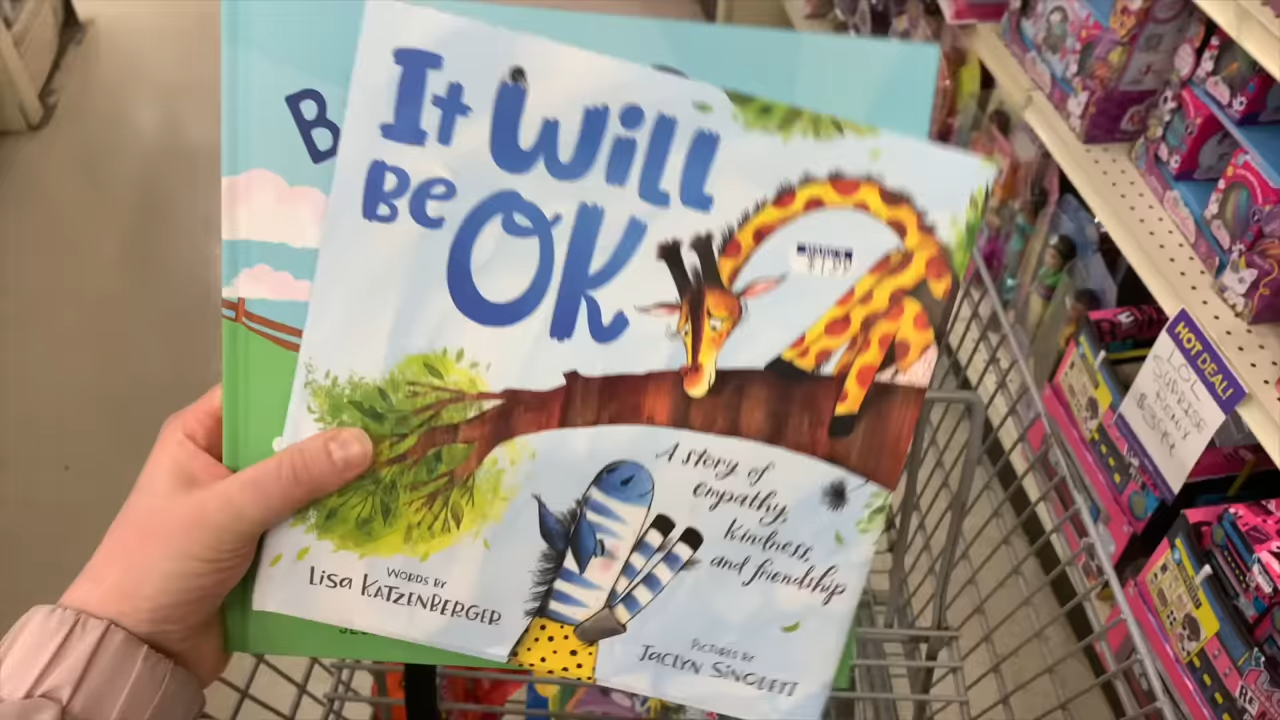 B
It Will
Be OK
A story of
empathy,
kindness,
and friendship
Words by
Lisa Katzenberger
Pictures by
Jaclyn Sinquett
HOT DEAL!
LOL
SURPRISE